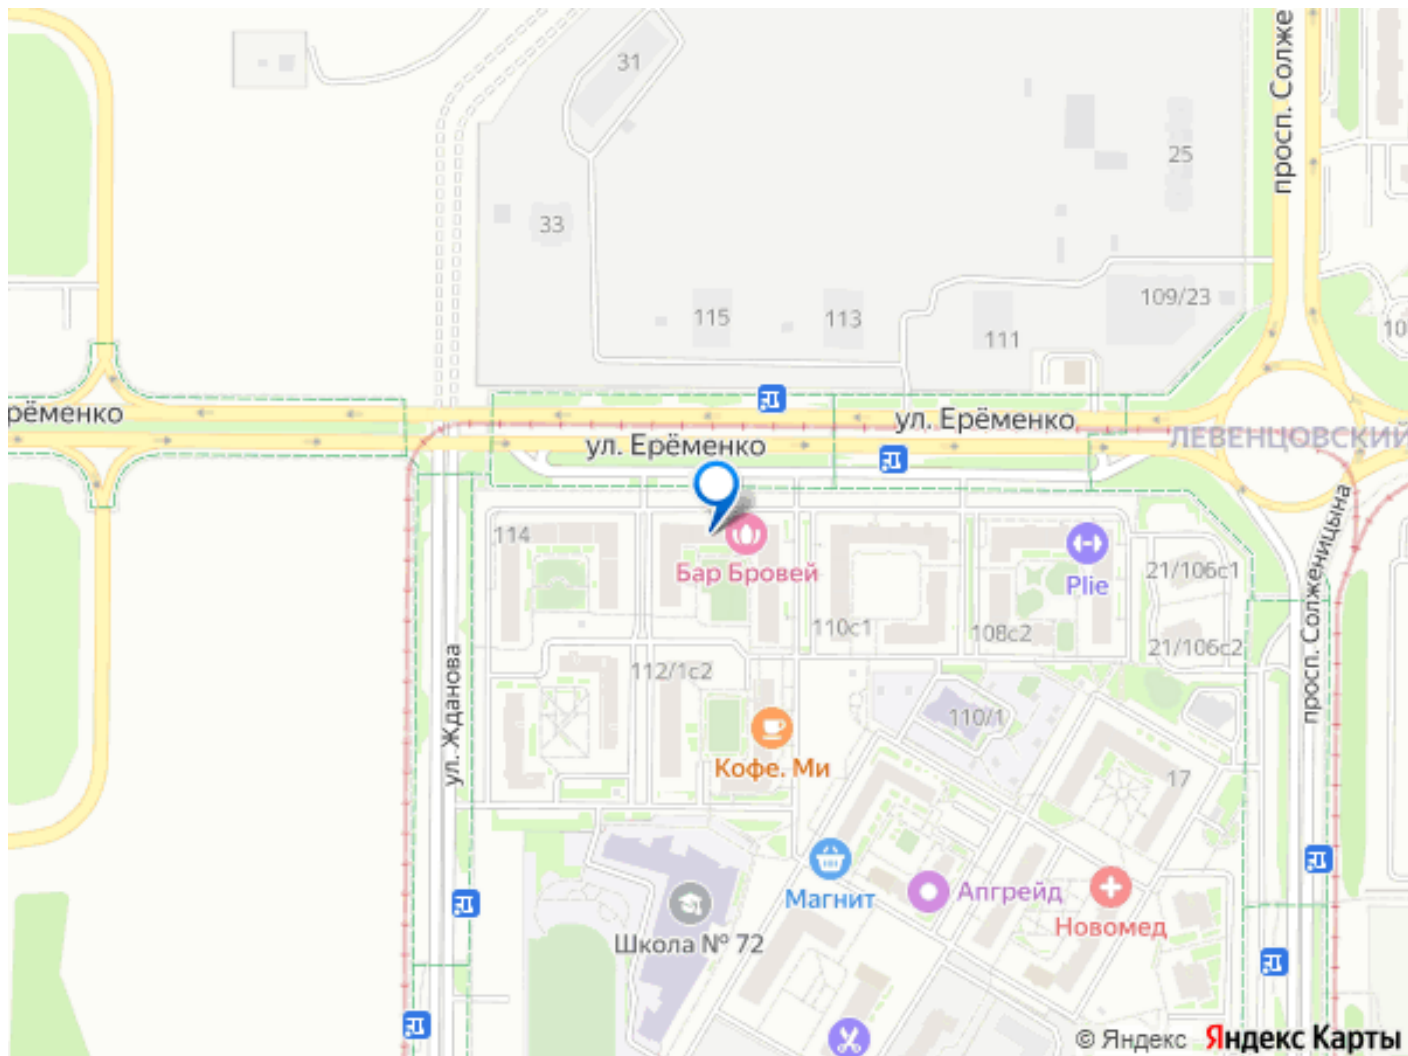 31
просп. Солже
25
33
109/23
115
113
111
10
рёменко
ул. Ерёменко
ул. Ерёменко
ЛЕВЕНЦОВСКИЙ
114
Бар Бровей
Plie
21/106с1
110с1
108с2
21/106с2
просп. Солженицына
112/1с2
ул. Жданова
110/1
Кофе. Ми
17
Магнит
Апгрейд
Новомед
Школа № 72
© Яндекс Яндекс Карты